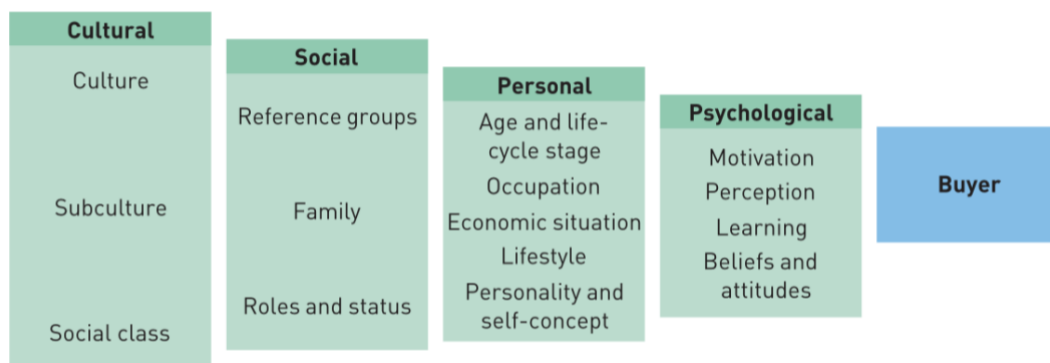 Cultural
Culture
Subculture
Social class
Social
Reference groups
Family
Roles and status
Personal
Age and life-
cycle stage
Occupation
Economic situation
Lifestyle
Personality and
self-concept
Psychological
Motivation
Perception
Learning
Beliefs and
attitudes
Buyer